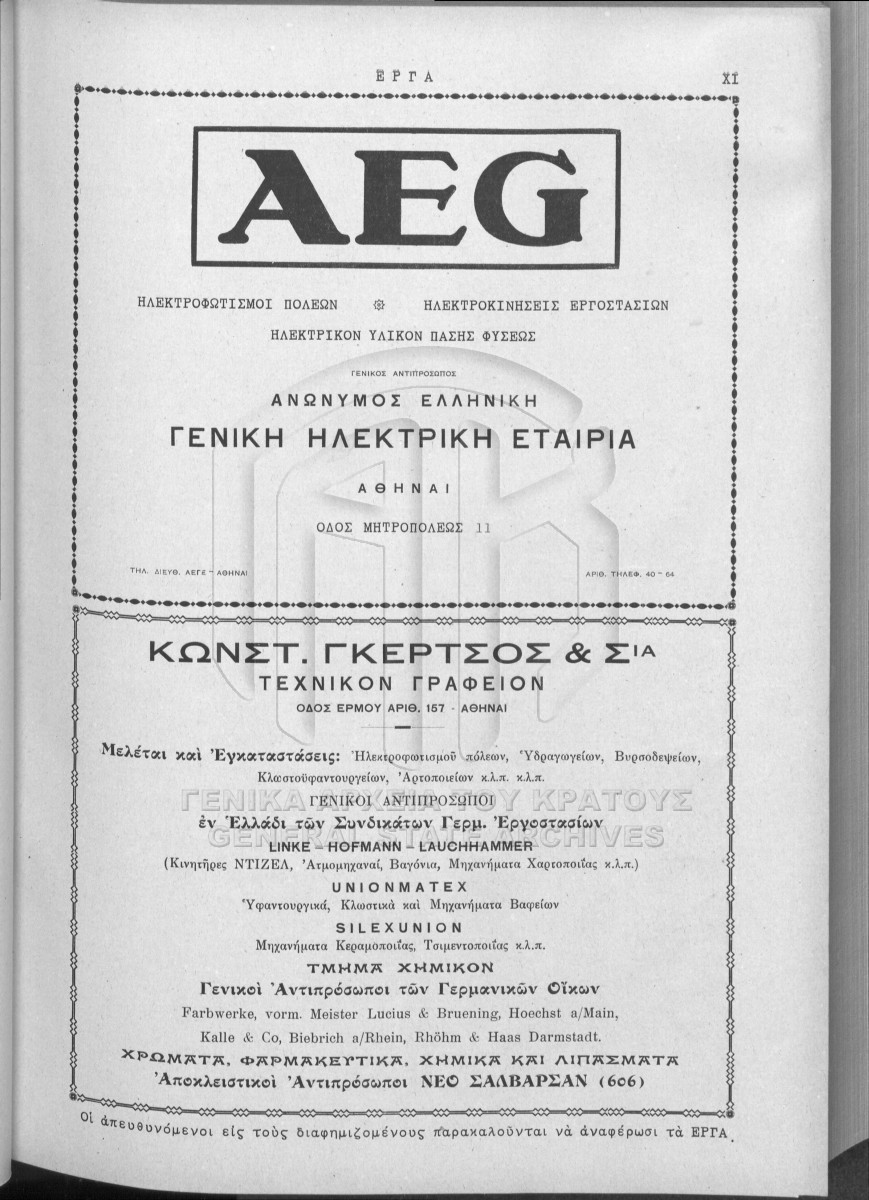 ΕΡΓΑ XI
AEG
ΗΛΕΚΤΡΟΦΩΤΙΣΜΟΙ ΠΟΛΕΩΝ ΗΛΕΚΤΡΟΚΙΝΗΣΕΙΣ ΕΡΓΟΣΤΑΣΙΩΝ
ΗΛΕΚΤΡΙΚΟΝ ΥΛΙΚΟΝ ΠΑΣΗΣ ΦΥΣΕΩΣ
ΓΕΝΙΚΟΣ ΑΝΤΙΠΡΟΣΩΠΟΣ
ΑΝΩΝΥΜΟΣ ΕΛΛΗΝΙΚΗ
ΓΕΝΙΚΗ ΗΛΕΚΤΡΙΚΗ ΕΤΑΙΡΙΑ
ΑΘΗΝΑΙ
ΟΔΟΣ ΜΗΤΡΟΠΟΛΕΩΣ 11
ΤΗΛ. ΔΙΕΥΘ. ΑΕΓΕ - ΑΘΗΝΑΙ ΑΡΙΘ. ΤΗΛΕΦ. 40 - 64
ΚΩΝΣΤ. ΓΚΕΡΤΣΟΣ & ΣΙΑ
ΤΕΧΝΙΚΟΝ ΓΡΑΦΕΙΟΝ
ΟΔΟΣ ΕΡΜΟΥ ΑΡΙΘ. 157 - ΑΘΗΝΑΙ
Μελέται καὶ Ἐγκαταστάσεις: Ἠλεκτροφωτισμοῦ πόλεων, Ὑδραγωγείων, Βυρσοδεψείων,
Κλωστοϋφαντουργείων, Ἀρτοποιείων κ.λ.π. κ.λ.π.
ΓΕΝΙΚΑ ΑΡΧΕΙΑ ΤΟΥ ΚΡΑΤΟΥΣ
ΓΕΝΙΚΟΙ ΑΝΤΙΠΡΟΣΩΠΟΙ
ἐν Ἑλλάδι τῶν Συνδικάτων Γερμ. Ἐργοστασίων
GENERAL STATE ARCHIVES
LINKE - HOFMANN - LAUCHHAMMER
(Κινητῆρες ΝΤΙΖΕΛ, Ἀτμομηχαναί, Βαγόνια, Μηχανήματα Χαρτοποιΐας κ.λ.π.)
UNIONMATEX
Ὑφαντουργικά, Κλωστικὰ καὶ Μηχανήματα Βαφείων
SILEXUNION
Μηχανήματα Κεραμοποιΐας, Τσιμεντοποιΐας κ.λ.π.
ΤΜΗΜΑ ΧΗΜΙΚΟΝ
Γενικοὶ Ἀντιπρόσωποι τῶν Γερμανικῶν Οἴκων
Farbwerke, vorm. Meister Lucius & Bruening, Hoechst a/Main,
Kalle & Co, Biebrich a/Rhein, Rhöhm & Haas Darmstadt.
ΧΡΩΜΑΤΑ, ΦΑΡΜΑΚΕΥΤΙΚΑ, ΧΗΜΙΚΑ ΚΑΙ ΛΙΠΑΣΜΑΤΑ
Ἀποκλειστικοὶ Ἀντιπρόσωποι ΝΕΟ ΣΑΛΒΑΡΣΑΝ (606)
Οἱ ἀπευθυνόμενοι εἰς τοὺς διαφημιζομένους παρακαλοῦνται νὰ ἀναφέρωσι τὰ ΕΡΓΑ